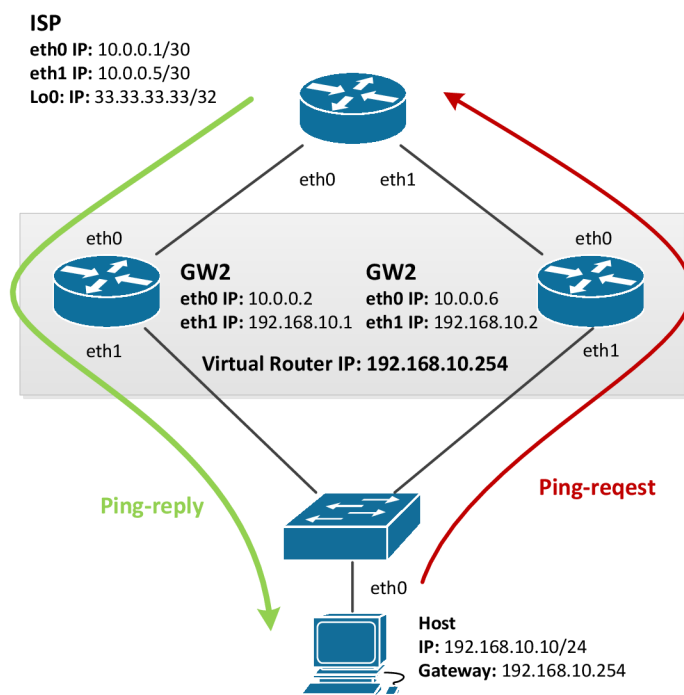 ISP
eth0 IP: 10.0.0.1/30
eth1 IP: 10.0.0.5/30
Lo0: IP: 33.33.33.33/32
eth0
eth1
eth0
eth0
GW2
eth0 IP: 10.0.0.2
eth1 IP: 192.168.10.1
GW2
eth0 IP: 10.0.0.6
eth1 IP: 192.168.10.2
eth1
eth1
Virtual Router IP: 192.168.10.254
Ping-reply
Ping-reqest
eth0
Host
IP: 192.168.10.10/24
Gateway: 192.168.10.254